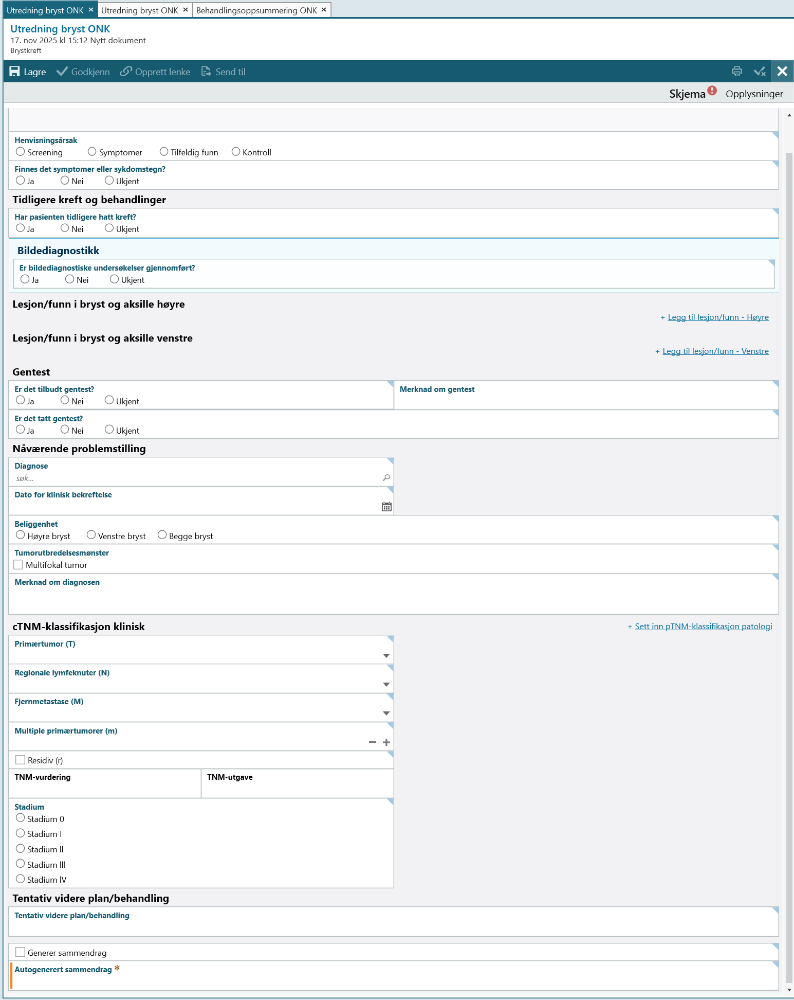 Utredning bryst ONK × Utredning bryst ONK × Behandlingsoppsummering ONK ×
Utredning bryst ONK
17. nov 2025 kl 15:12 Nytt dokument
Brystkreft
Lagre Godkjenn Opprett lenke Send til
Skjema Opplysninger
Henvisningsårsak
Screening Symptomer Tilfeldig funn Kontroll
Finnes det symptomer eller sykdomstegn?
Ja Nei Ukjent
Tidligere kreft og behandlinger
Har pasienten tidligere hatt kreft?
Ja Nei Ukjent
Bildediagnostikk
Er bildediagnostiske undersøkelser gjennomført?
Ja Nei Ukjent
Lesjon/funn i bryst og aksille høyre
+ Legg til lesjon/funn - Høyre
Lesjon/funn i bryst og aksille venstre
+ Legg til lesjon/funn - Venstre
Gentest
Er det tilbudt gentest? Merknad om gentest
Ja Nei Ukjent
Er det tatt gentest?
Ja Nei Ukjent
Nåværende problemstilling
Diagnose
søk...
Dato for klinisk bekreftelse
Beliggenhet
Høyre bryst Venstre bryst Begge bryst
Tumorutbredelsesmønster
Multifokal tumor
Merknad om diagnosen
cTNM-klassifikasjon klinisk + Sett inn pTNM-klassifikasjon patologi
Primærtumor (T)
Regionale lymfeknuter (N)
Fjernmetastase (M)
Multiple primærtumorer (m)
Residiv (r)
TNM-vurdering TNM-utgave
Stadium
Stadium 0
Stadium I
Stadium II
Stadium III
Stadium IV
Tentativ videre plan/behandling
Tentativ videre plan/behandling
Generer sammendrag
Autogenerert sammendrag *